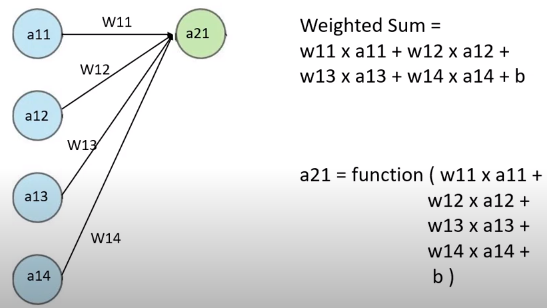 a11
W11
a21
W12
a12
W13
a13
W14
a14
Weighted Sum =
w11 x a11 + w12 x a12 +
w13 x a13 + w14 x a14 + b
a21 = function ( w11 x a11 +
w12 x a12 +
w13 x a13 +
w14 x a14 +
b )